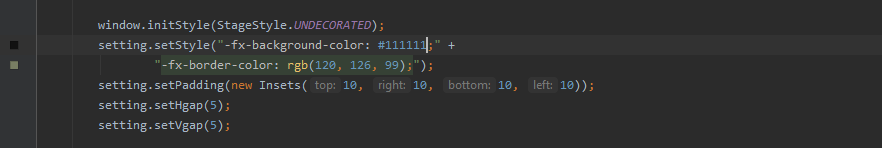 window.initStyle(StageStyle.UNDECORATED);
setting.setStyle("-fx-background-color: #111111;" +
"-fx-border-color: rgb(120, 126, 99);");
setting.setPadding(new Insets( top: 10, right: 10, bottom: 10, left: 10));
setting.setHgap(5);
setting.setVgap(5);